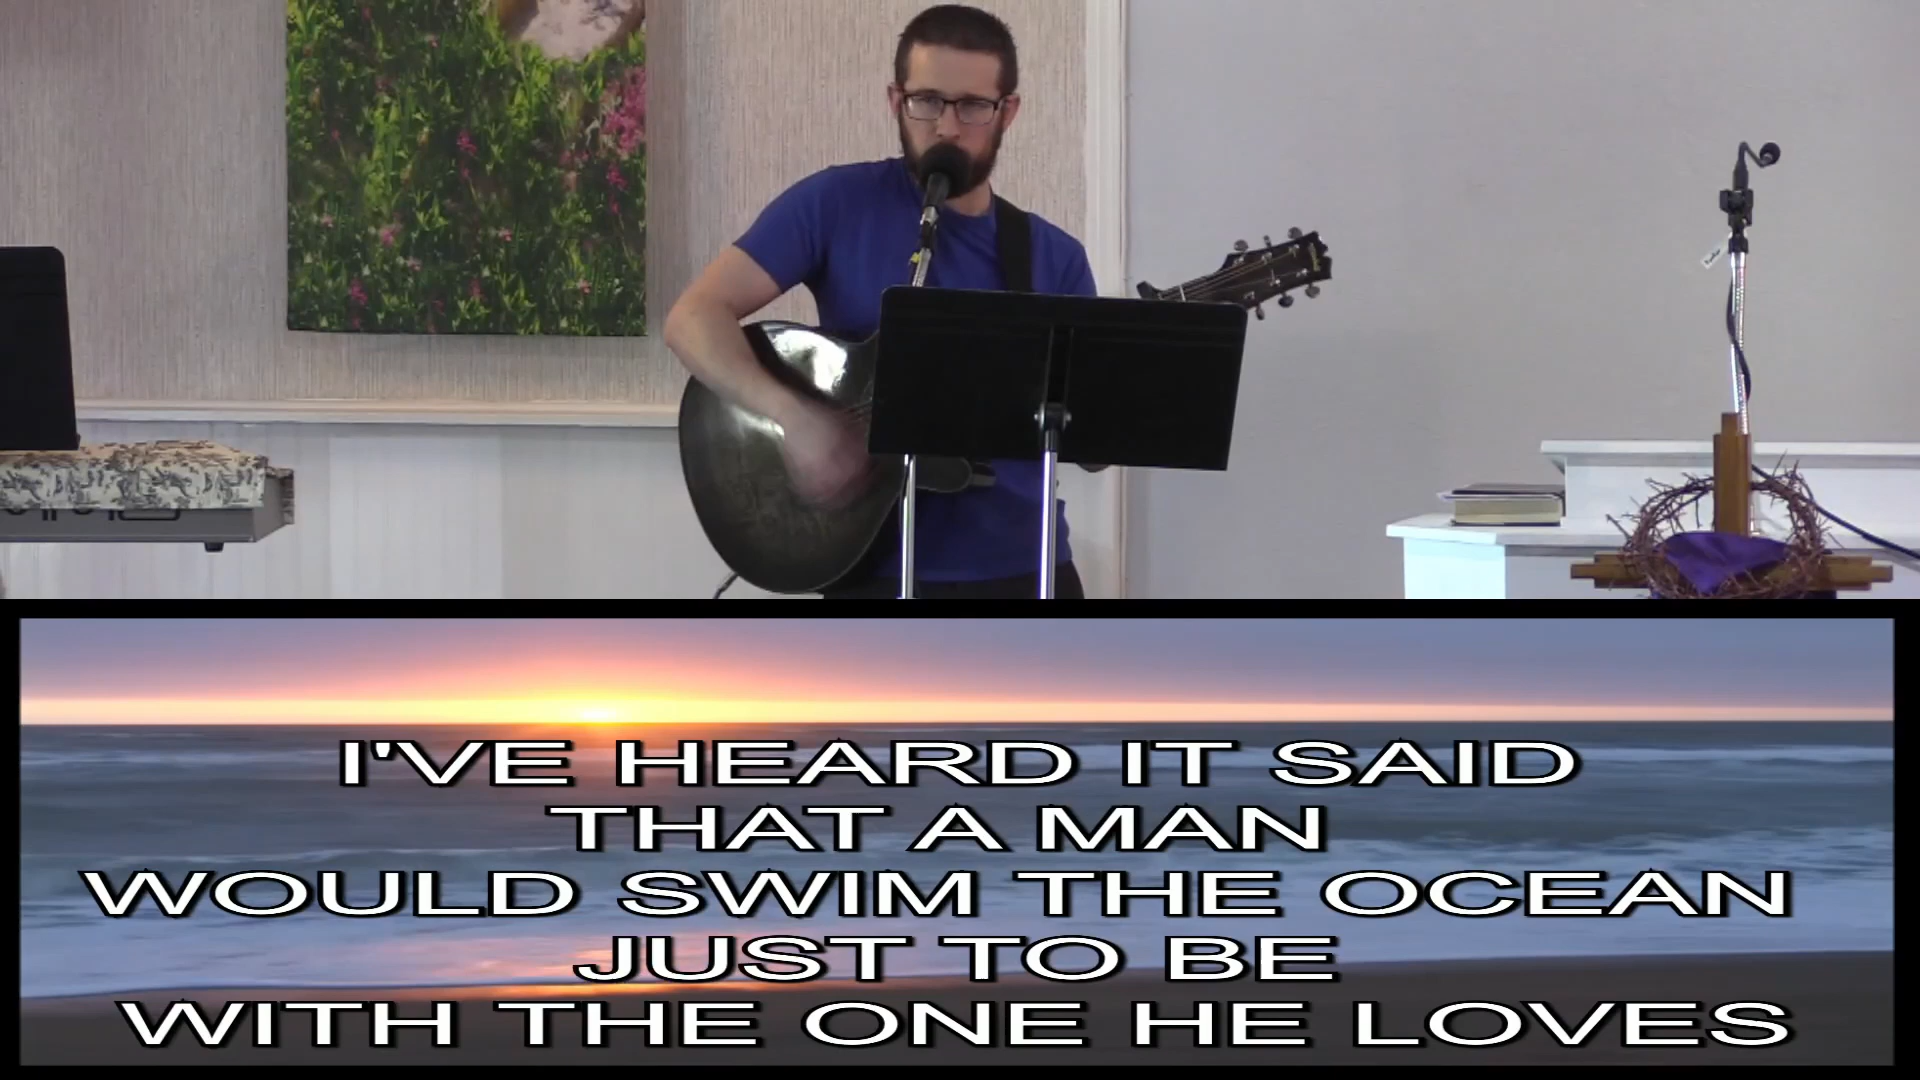 I'VE HEARD IT SAID
THAT A MAN
WOULD SWIM THE OCEAN
JUST TO BE
WITH THE ONE HE LOVES